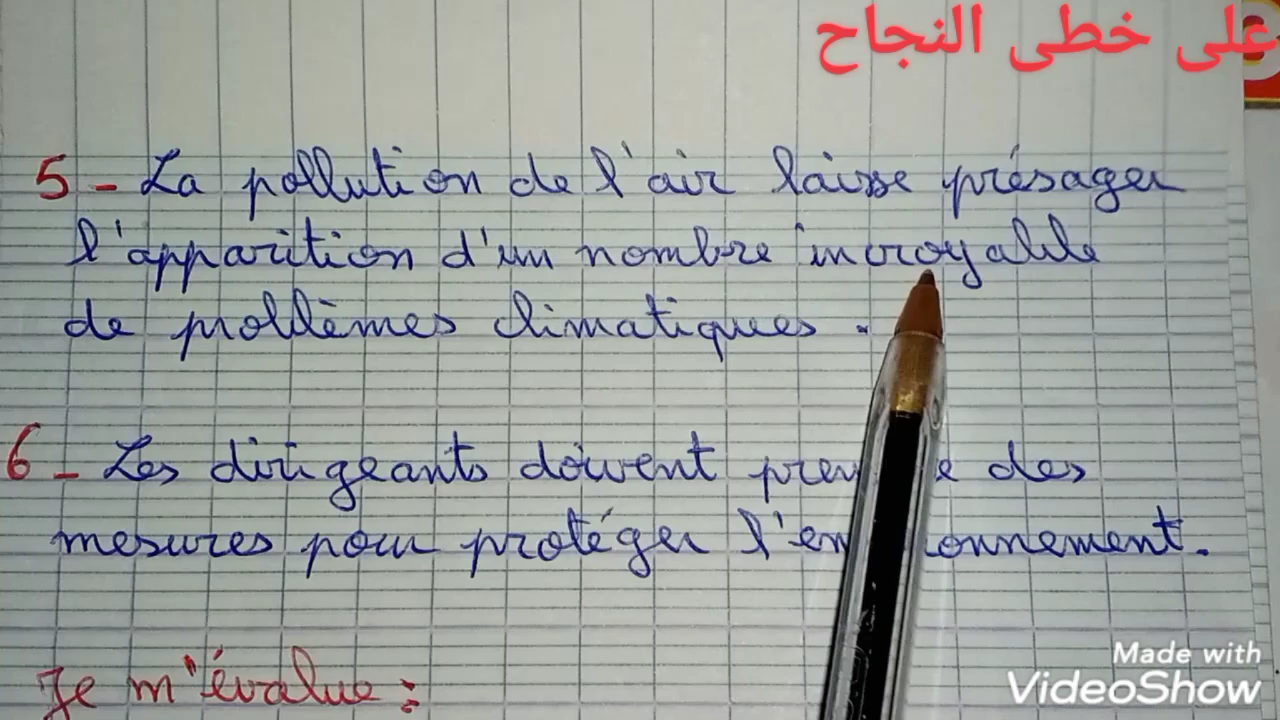 على خطى النجاح
5 - La pollution de l'air laisse présager
l'apparition d'un nombre incroyable
de problèmes climatiques.
6 - Les dirigeants doivent des
mesures pour protéger
Je m'évalue :
Made with
VideoShow